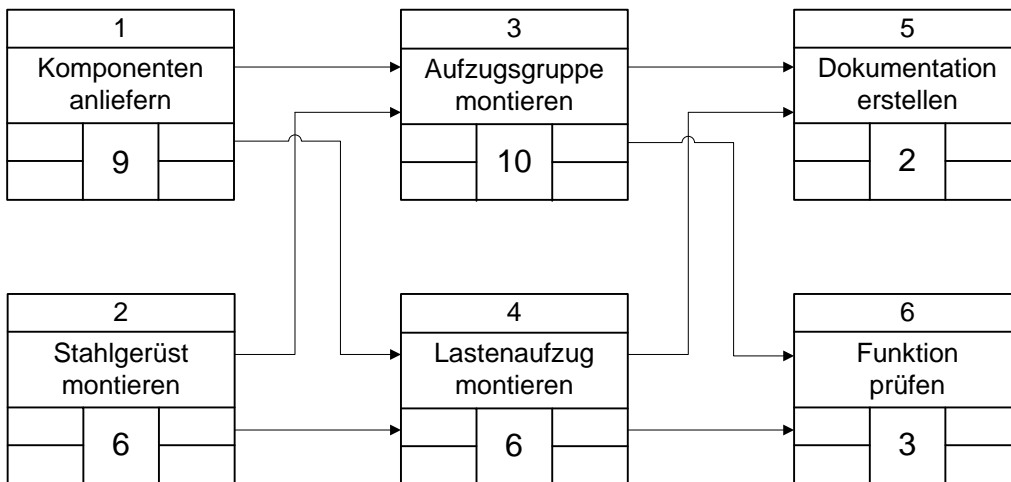 1
Komponenten
anliefern
9
3
Aufzugsgruppe
montieren
10
5
Dokumentation
erstellen
2
2
Stahlgerüst
montieren
6
4
Lastenaufzug
montieren
6
6
Funktion
prüfen
3